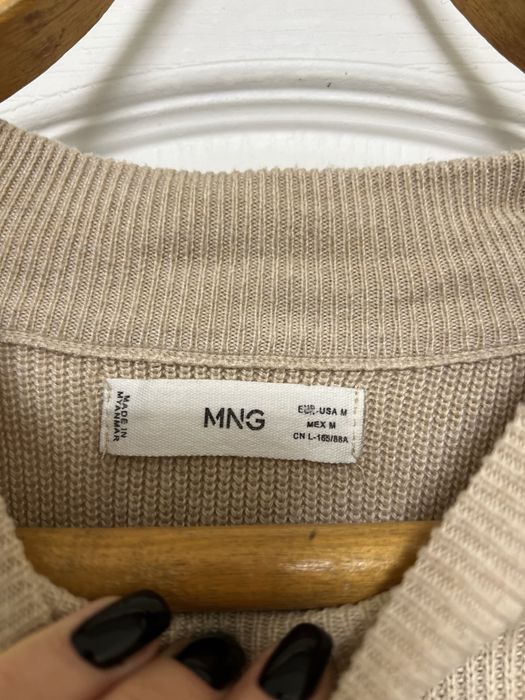 MADE IN
MYANMAR
MNG
EUR-USA M
MEX M
CN L-165/88A